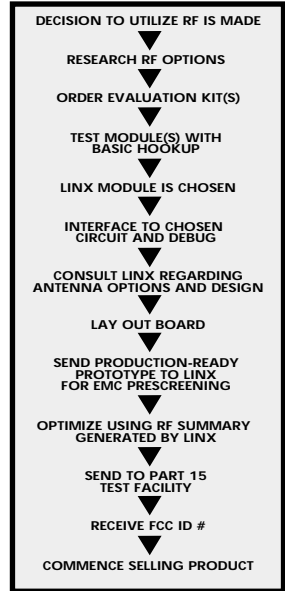 DECISION TO UTILIZE RF IS MADE
RESEARCH RF OPTIONS
ORDER EVALUATION KIT(S)
TEST MODULE(S) WITH
BASIC HOOKUP
LINX MODULE IS CHOSEN
INTERFACE TO CHOSEN
CIRCUIT AND DEBUG
CONSULT LINX REGARDING
ANTENNA OPTIONS AND DESIGN
LAY OUT BOARD
SEND PRODUCTION-READY
PROTOTYPE TO LINX
FOR EMC PRESCREENING
OPTIMIZE USING RF SUMMARY
GENERATED BY LINX
SEND TO PART 15
TEST FACILITY
RECEIVE FCC ID #
COMMENCE SELLING PRODUCT